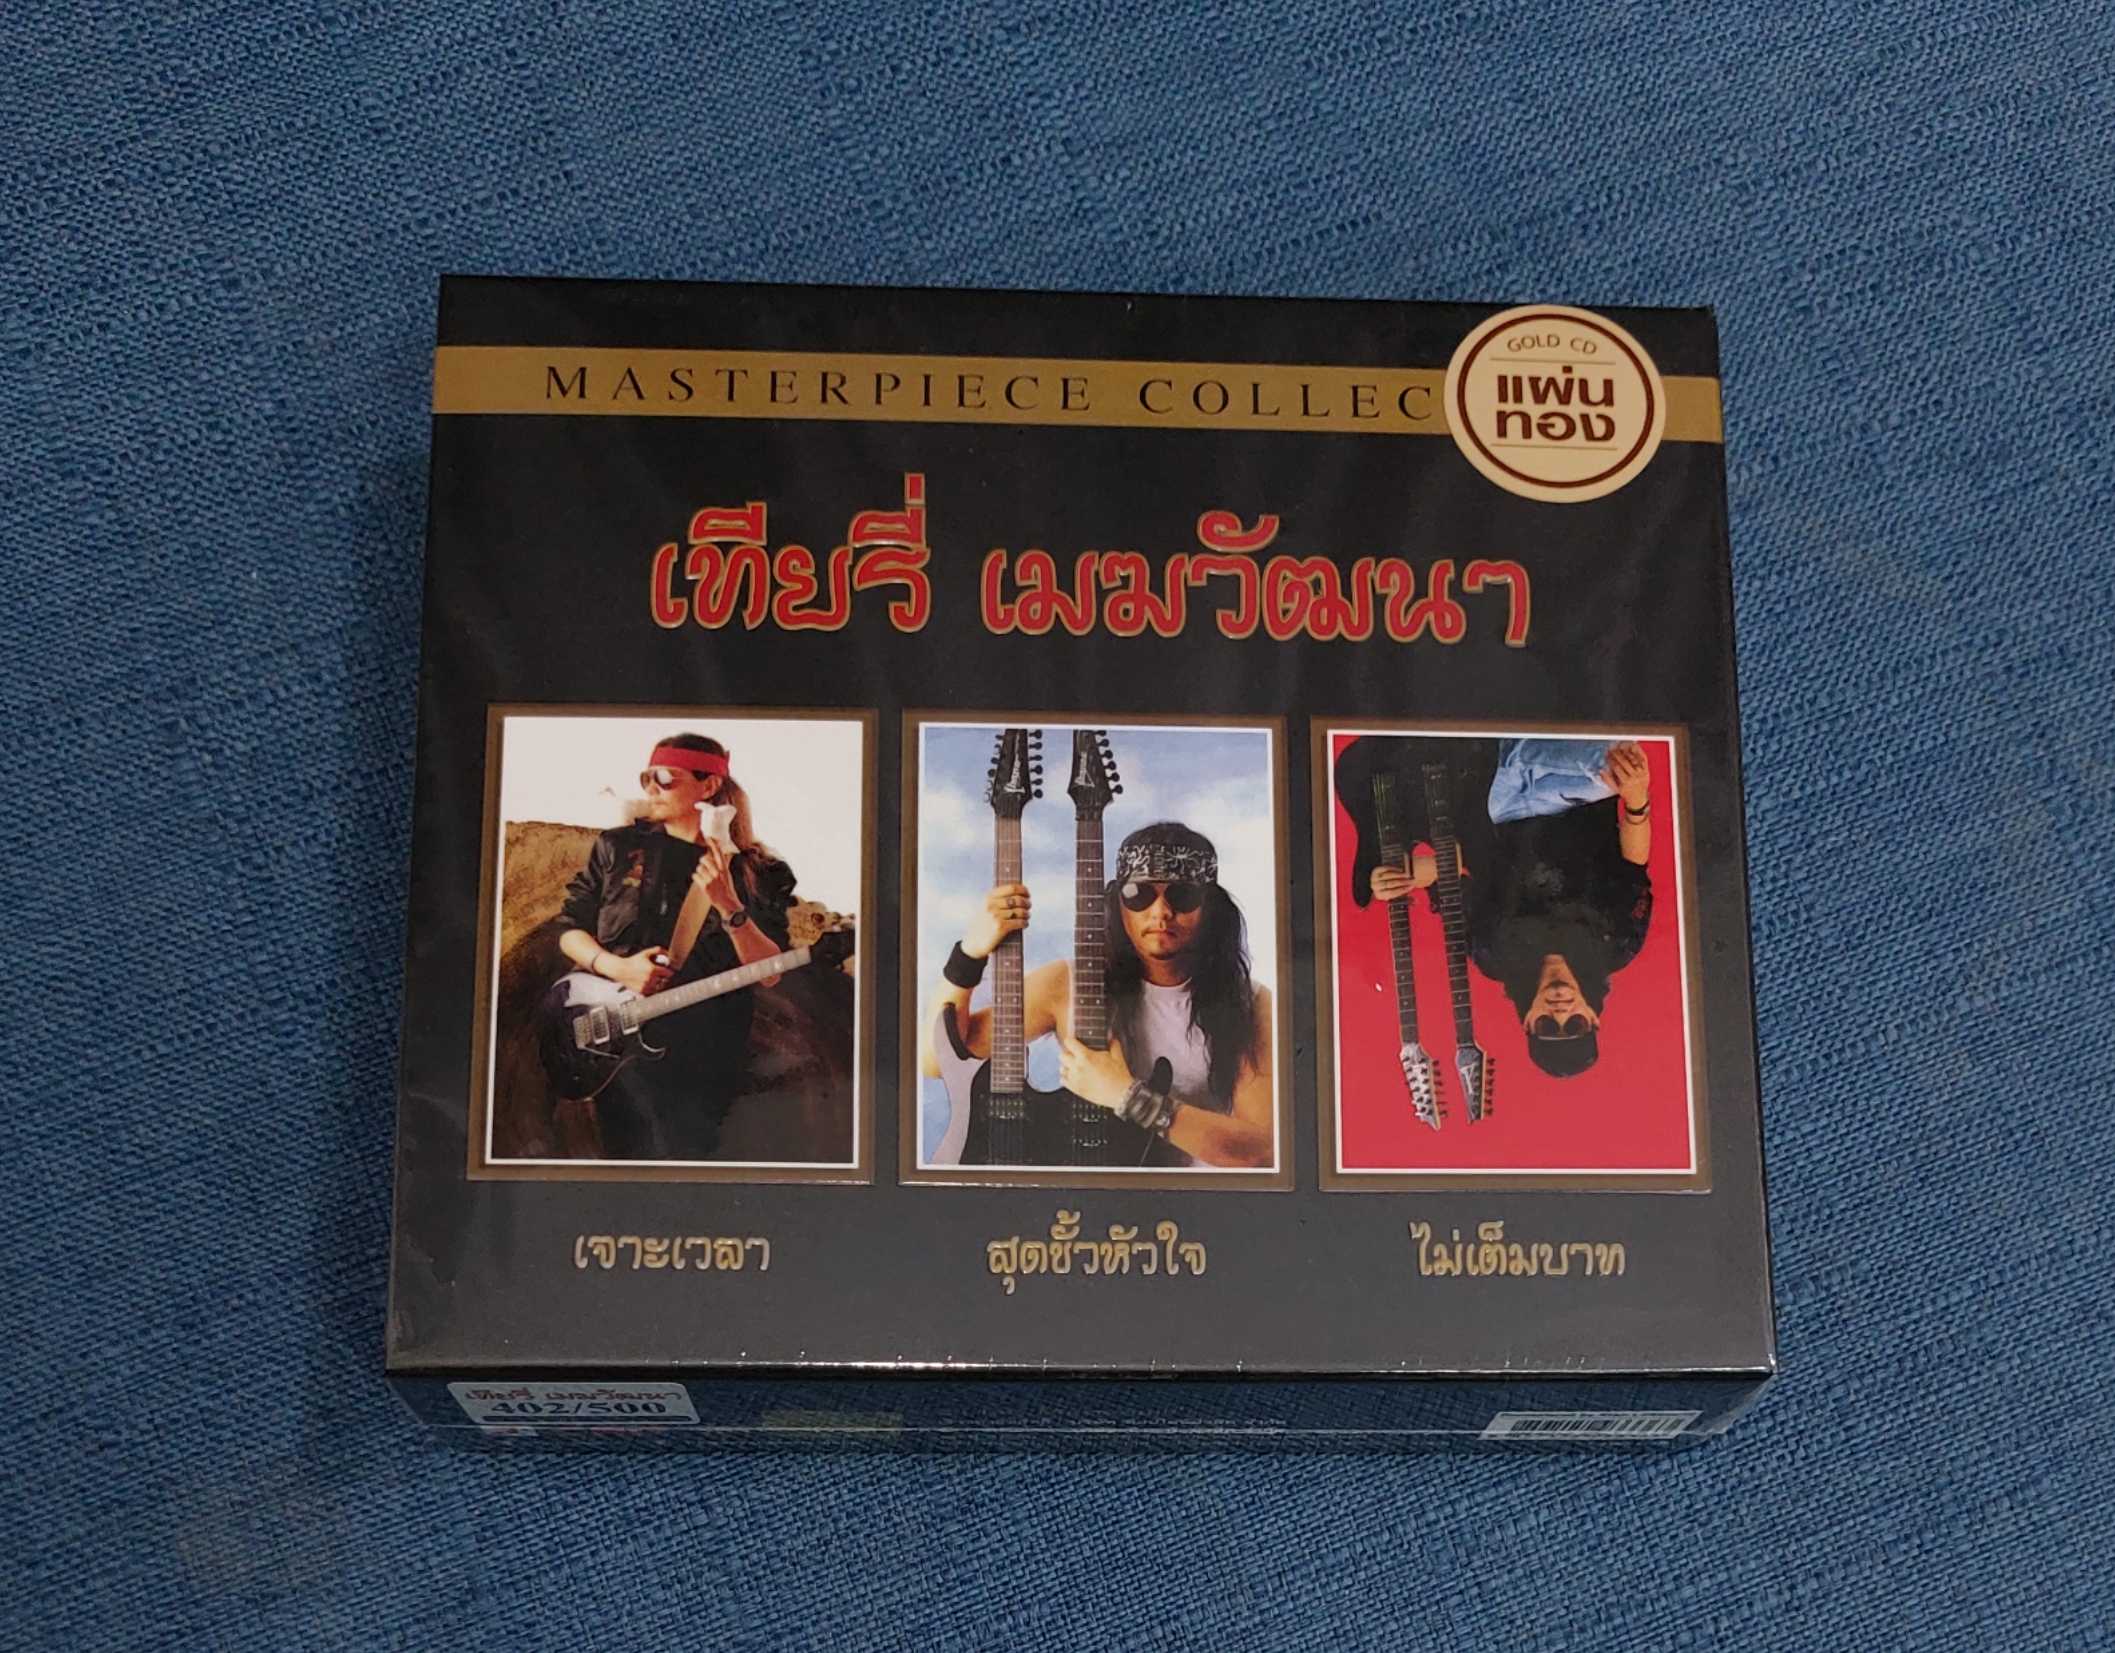 MASTERPIECE COLLEC
GOLD CD
แผ่น
ทอง
เทียรี่ เมฆวัฒนา
เจาะเวลา
สุดขั้วหัวใจ
ไม่เต็มบาท
เทียรี่ เมฆวัฒนา
402/500